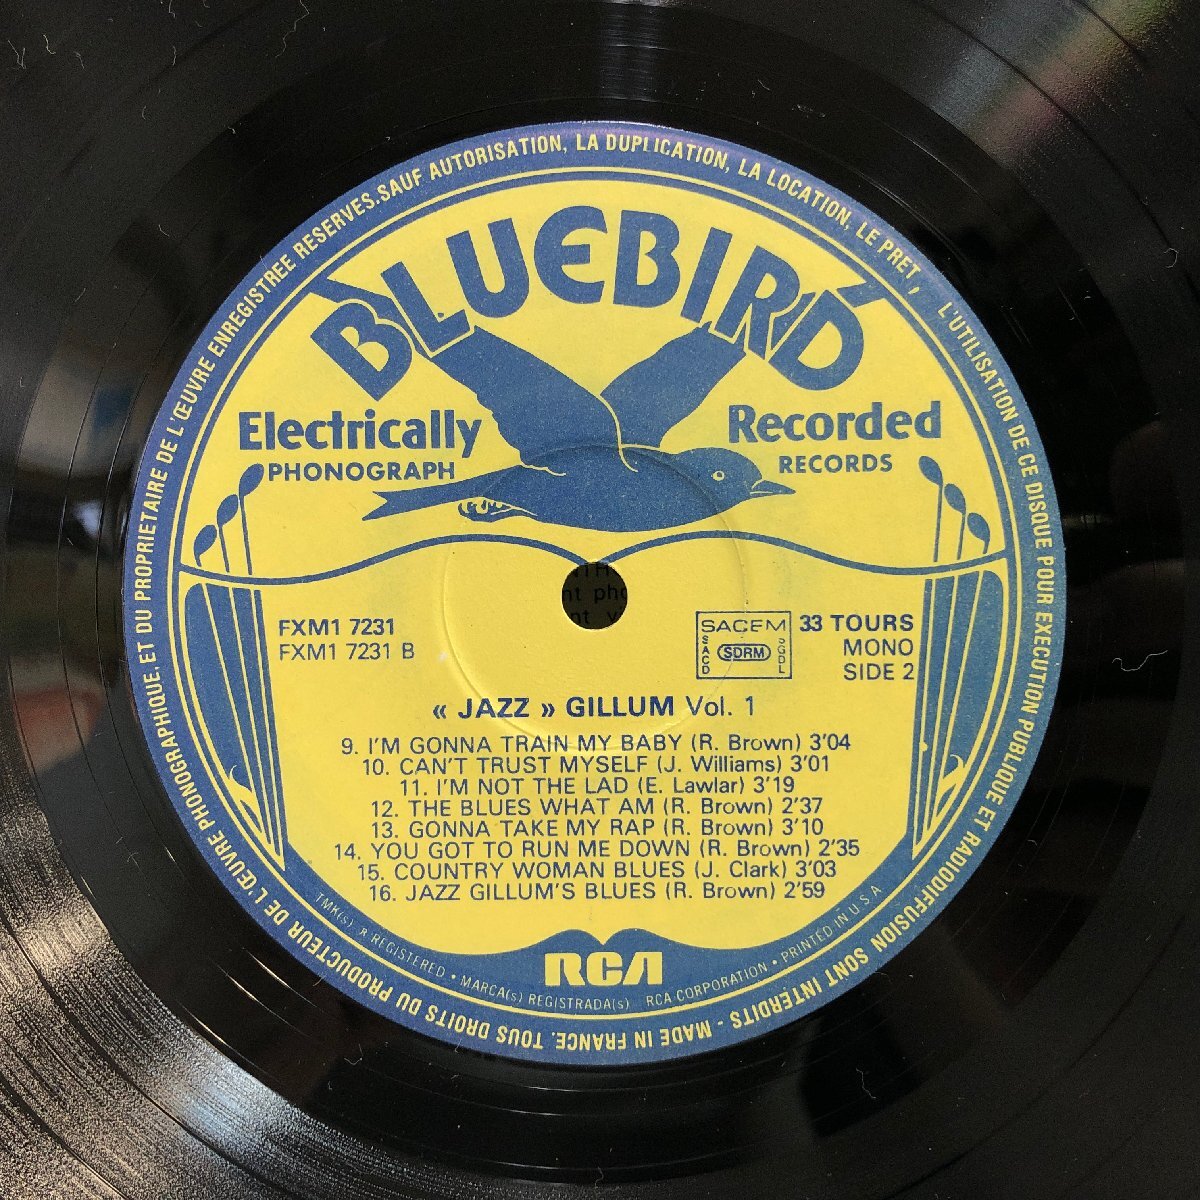 TOUS DROITS DU PRODUCTEUR DE L'ŒUVRE PHONOGRAPHIQUE, ET DU PROPRIETAIRE DE L'ŒUVRE ENREGISTREE RESERVES.SAUF AUTORISATION, LA DUPLICATION, LA LOCATION, LE PRET, L'UTILISATION DE CE DISQUE POUR EXECUTION PUBLIQUE ET RADIODIFFUSION SONT INTERDITS - MADE IN FRANCE.
BLUEBIRD
Electrically
PHONOGRAPH
Recorded
RECORDS
FXM1 7231
FXM1 7231 B
SACEM
SACD
SDRM
SGDL
33 TOURS
MONO
SIDE 2
« JAZZ » GILLUM Vol. 1
9. I'M GONNA TRAIN MY BABY (R. Brown) 3'04
10. CAN'T TRUST MYSELF (J. Williams) 3'01
11. I'M NOT THE LAD (E. Lawlar) 3'19
12. THE BLUES WHAT AM (R. Brown) 2'37
13. GONNA TAKE MY RAP (R. Brown) 3'10
14. YOU GOT TO RUN ME DOWN (R. Brown) 2'35
15. COUNTRY WOMAN BLUES (J. Clark) 3'03
16. JAZZ GILLUM'S BLUES (R. Brown) 2'59
TMK(S) ® REGISTERED • MARCA(s) REGISTRADA(s) RCA CORPORATION • PRINTED IN U S A
RCA